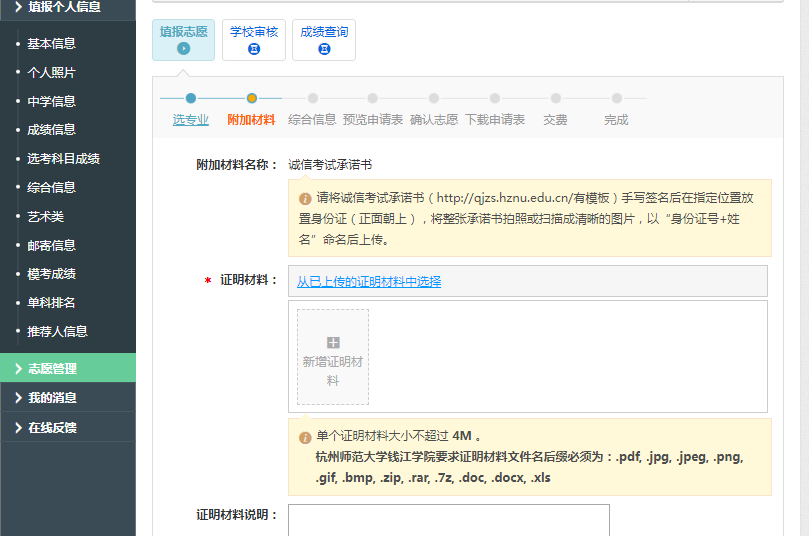 填报个人信息
基本信息
个人照片
中学信息
成绩信息
选考科目成绩
综合信息
艺术类
邮寄信息
模考成绩
单科排名
推荐人信息
志愿管理
我的消息
在线反馈
填报志愿 学校审核 成绩查询
选专业 附加材料 综合信息 预览申请表 确认志愿 下载申请表 交费 完成
附加材料名称： 诚信考试承诺书
请将诚信考试承诺书（http://qjzs.hznu.edu.cn/有模板）手写签名后在指定位置放
置身份证（正面朝上），将整张承诺书拍照或扫描成清晰的图片，以“身份证号+姓
名”命名后上传。
* 证明材料： 从已上传的证明材料中选择
新增证明材
料
单个证明材料大小不超过 4M 。
杭州师范大学钱江学院要求证明材料文件名后缀必须为：.pdf, .jpg, .jpeg, .png,
.gif, .bmp, .zip, .rar, .7z, .doc, .docx, .xls
证明材料说明：